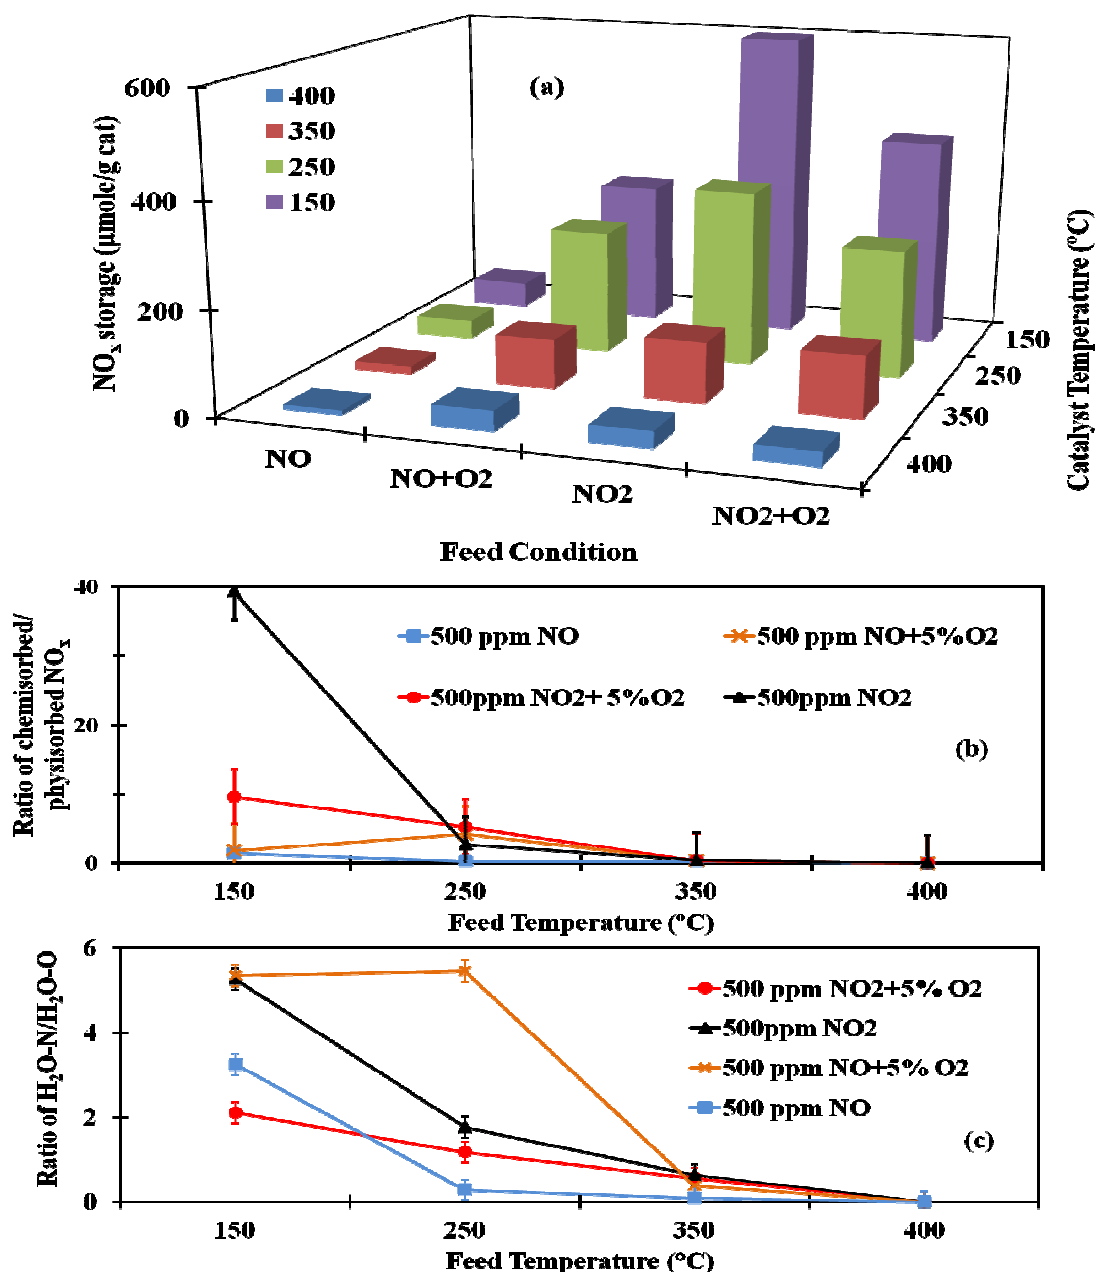 (a)
600
400
200
0
NOx storage (μmole/g cat)
400
350
250
150
NO
NO+O2
NO2
NO2+O2
Feed Condition
400
350
250
150
Catalyst Temperature (ºC)
Ratio of chemisorbed/
physisorbed NOx
40
20
0
500 ppm NO
500 ppm NO+5%O2
500ppm NO2+ 5%O2
500ppm NO2
(b)
150
250
350
400
Feed Temperature (ºC)
Ratio of H2O-N/H2O-O
6
4
2
0
500 ppm NO2+5% O2
500ppm NO2
500 ppm NO+5% O2
500 ppm NO
(c)
150
250
350
400
Feed Temperature (°C)